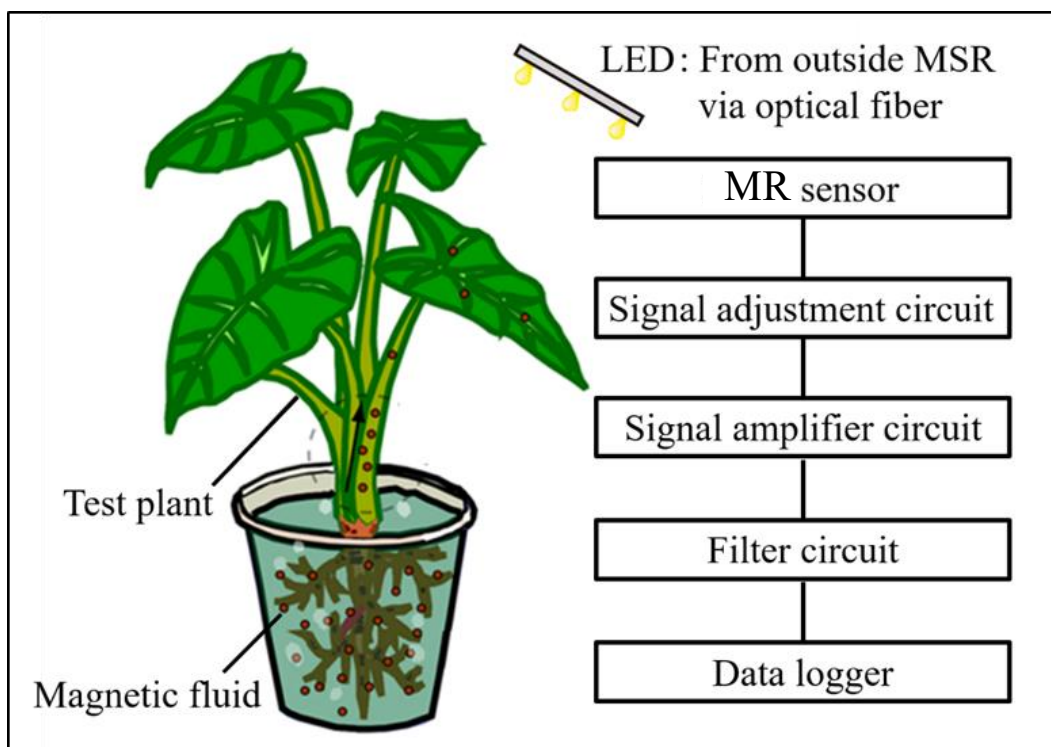 LED: From outside MSR
via optical fiber
MR sensor
Signal adjustment circuit
Signal amplifier circuit
Test plant
Filter circuit
Magnetic fluid
Data logger